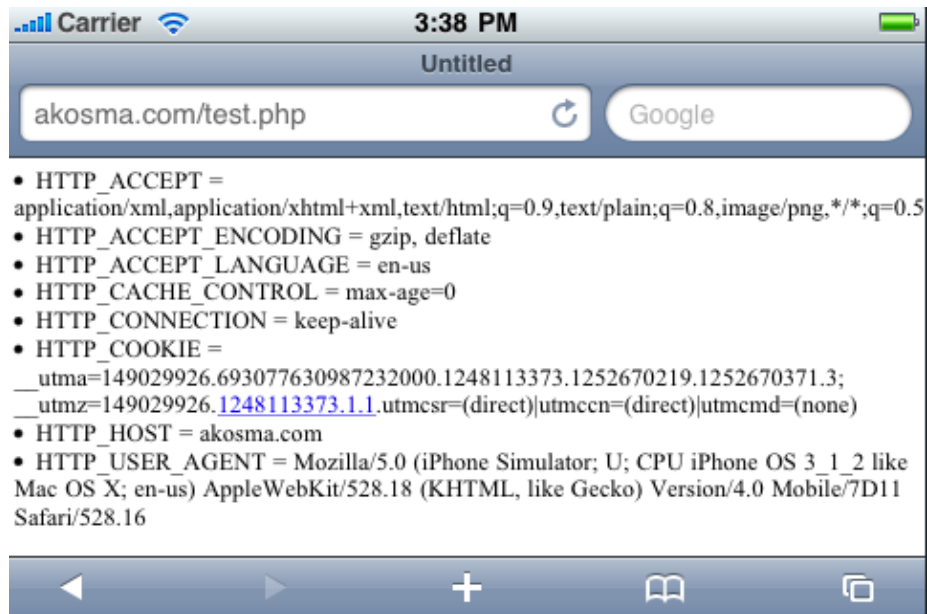 Carrier 3:38 PM
Untitled
akosma.com/test.php Google
• HTTP_ACCEPT =
application/xml,application/xhtml+xml,text/html;q=0.9,text/plain;q=0.8,image/png,*/*;q=0.5
• HTTP_ACCEPT_ENCODING = gzip, deflate
• HTTP_ACCEPT_LANGUAGE = en-us
• HTTP_CACHE_CONTROL = max-age=0
• HTTP_CONNECTION = keep-alive
• HTTP_COOKIE =
__utma=149029926.693077630987232000.1248113373.1252670219.1252670371.3;
__utmz=149029926.1248113373.1.1.utmcsr=(direct)|utmccn=(direct)|utmcmd=(none)
• HTTP_HOST = akosma.com
• HTTP_USER_AGENT = Mozilla/5.0 (iPhone Simulator; U; CPU iPhone OS 3_1_2 like
Mac OS X; en-us) AppleWebKit/528.18 (KHTML, like Gecko) Version/4.0 Mobile/7D11
Safari/528.16